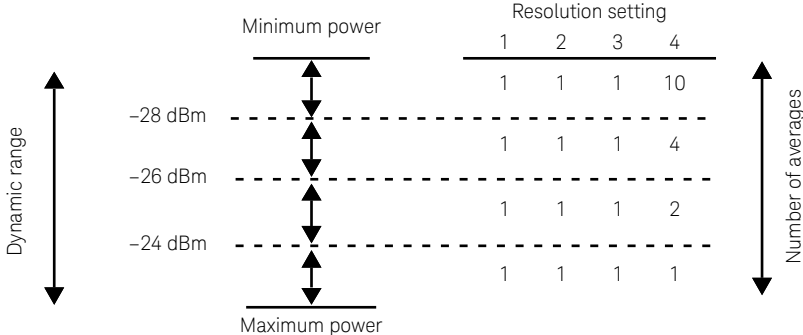 Resolution setting
Minimum power
1 2 3 4
1 1 1 10
–28 dBm
1 1 1 4
–26 dBm
1 1 1 2
–24 dBm
1 1 1 1
Maximum power
Dynamic range
Number of averages